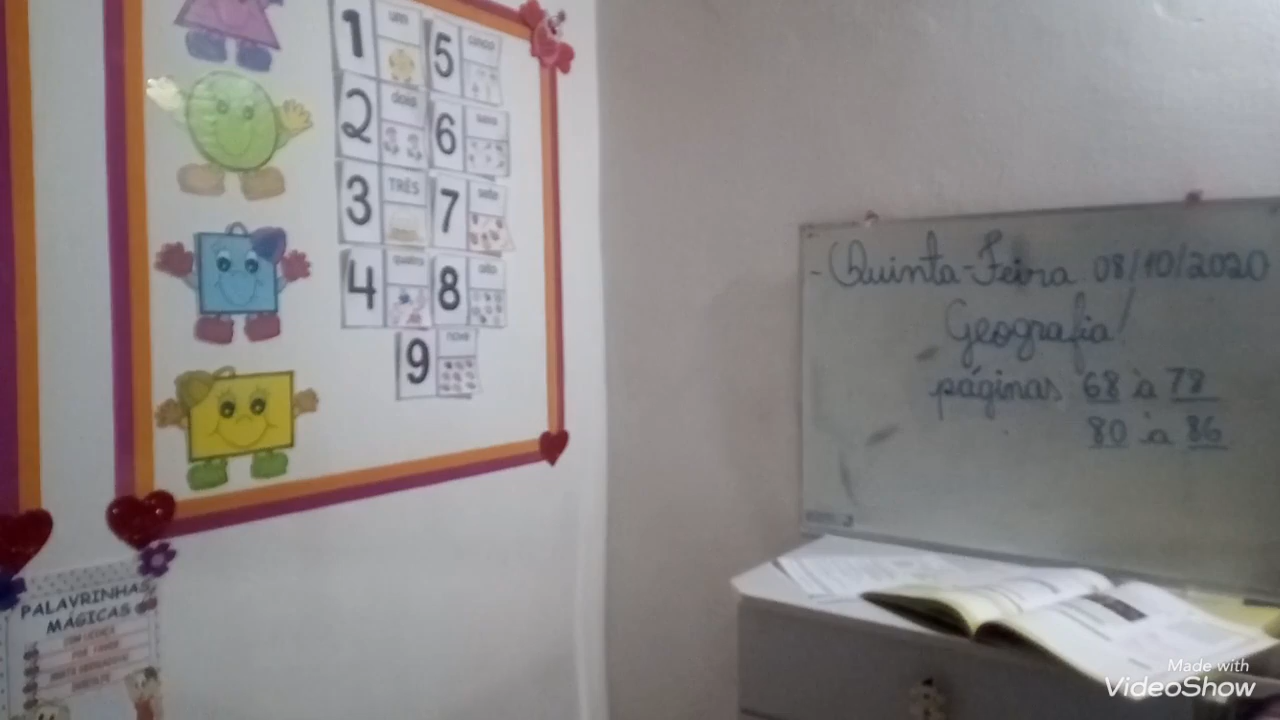 1 um
5 cinco
2 dois
6 seis
3 TRÊS
7 sete
4 quatro
8 oito
9 nove
PALAVRINHAS
MÁGICAS
- Quinta-Feira 08/10/2020
Geografia!
páginas 68 à 78
80 à 86
Made with
VideoShow